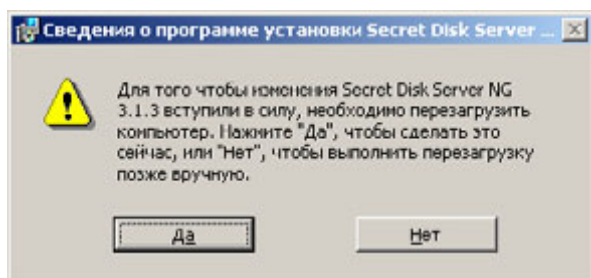 Сведения о программе установки Secret Disk Server ...
Для того чтобы изменения Secret Disk Server NG
3.1.3 вступили в силу, необходимо перезагрузить
компьютер. Нажмите "Да", чтобы сделать это
сейчас, или "Нет", чтобы выполнить перезагрузку
позже вручную.
Да Нет